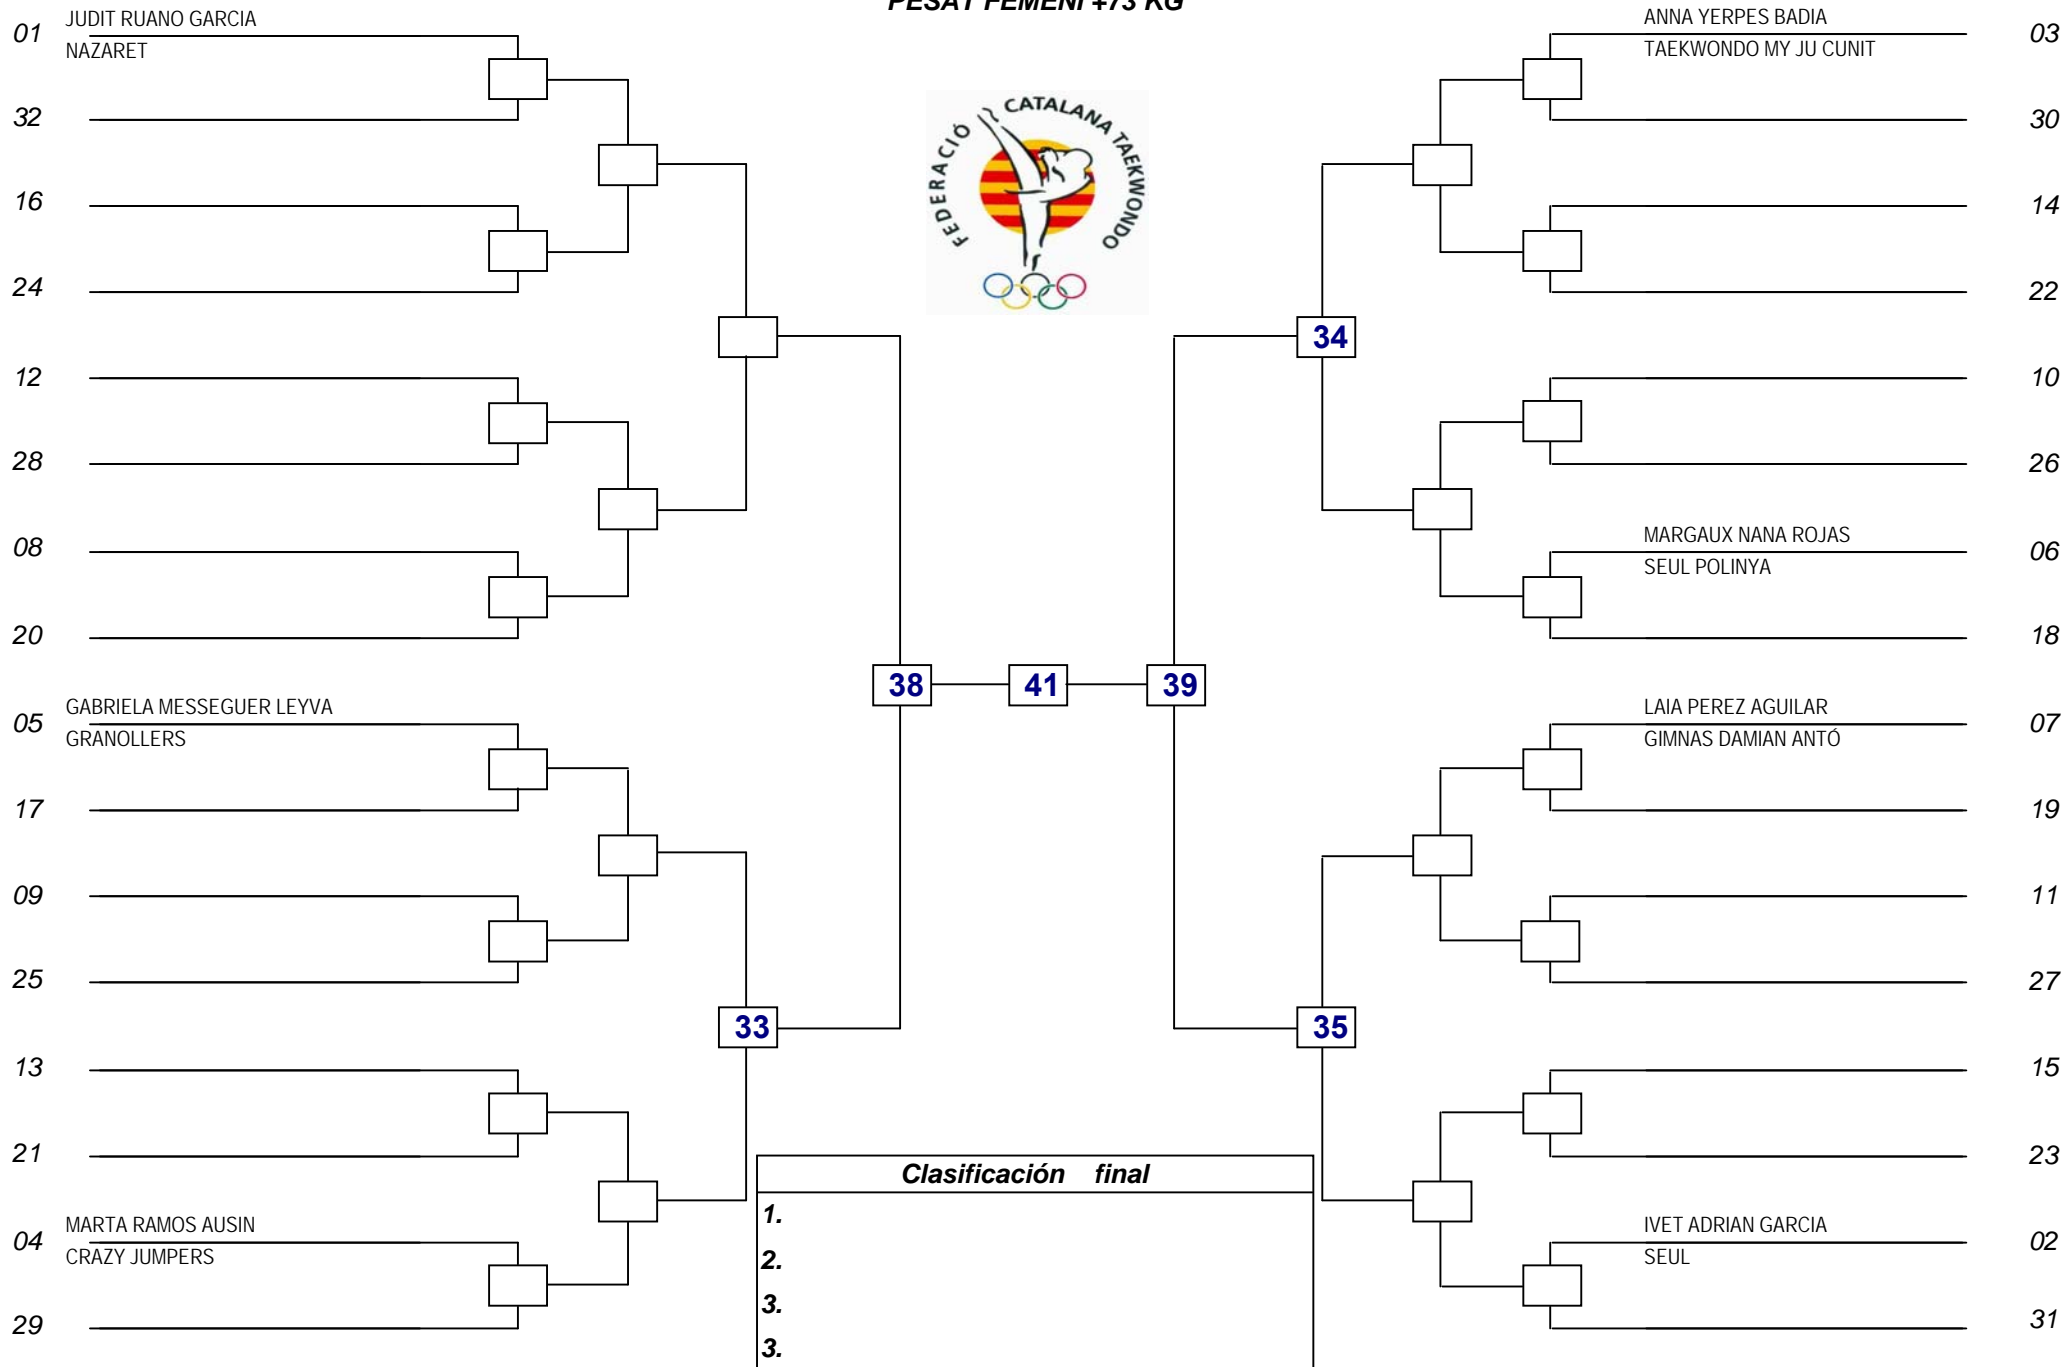 PESAT FEMENI +73 KG
01 JUDIT RUANO GARCIA
NAZARET
32
16
24
12
28
08
20
05 GABRIELA MESSEGUER LEYVA
GRANOLLERS
17
09
25
13
21
04 MARTA RAMOS AUSIN
CRAZY JUMPERS
29
FEDERACIÓ CATALANA TAEKWONDO
33
38
41
39
34
35
ANNA YERPES BADIA 03
TAEKWONDO MY JU CUNIT
30
14
22
10
26
MARGAUX NANA ROJAS 06
SEUL POLINYA
18
LAIA PEREZ AGUILAR 07
GIMNAS DAMIAN ANTÓ
19
11
27
15
23
IVET ADRIAN GARCIA 02
SEUL
31
Clasificación final
1.
2.
3.
3.